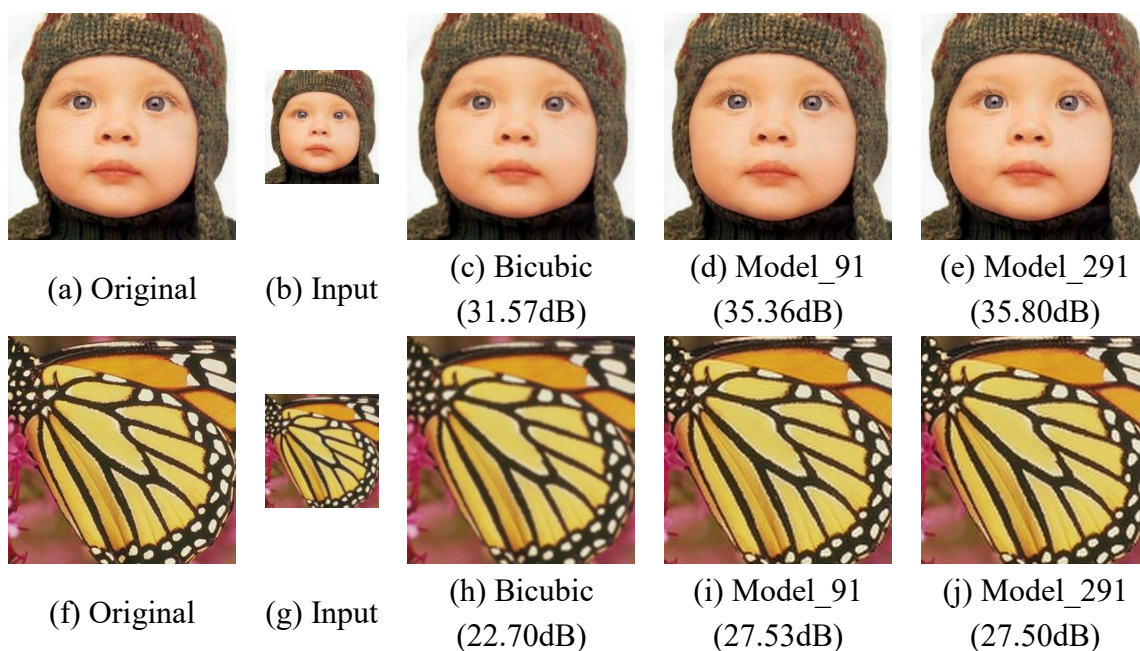 (a) Original
(b) Input
(c) Bicubic
(31.57dB)
(d) Model_91
(35.36dB)
(e) Model_291
(35.80dB)
(f) Original
(g) Input
(h) Bicubic
(22.70dB)
(i) Model_91
(27.53dB)
(j) Model_291
(27.50dB)